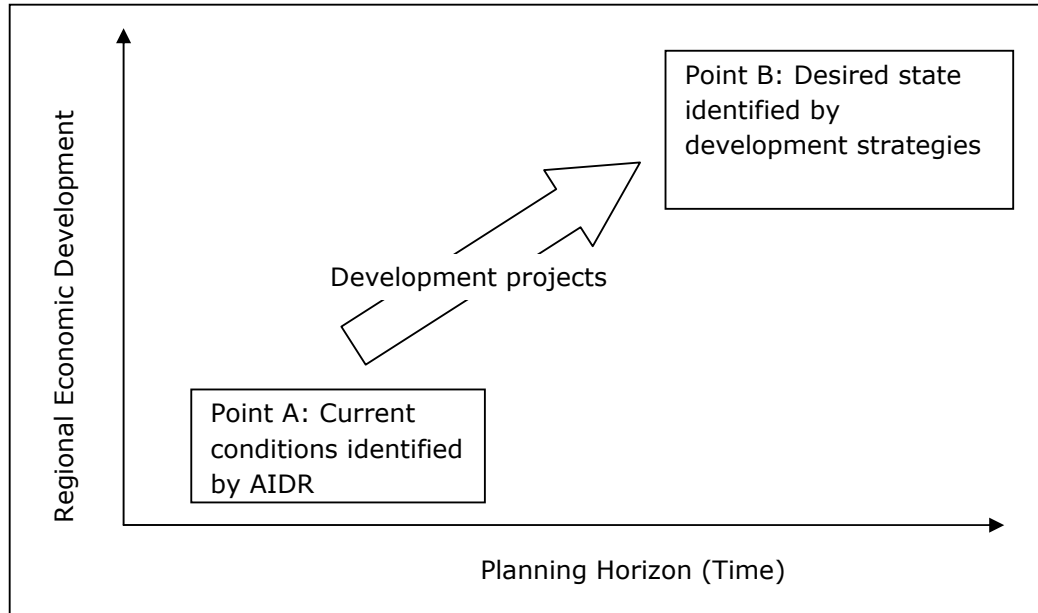 Regional Economic Development
Point B: Desired state
identified by
development strategies
Development projects
Point A: Current
conditions identified
by AIDR
Planning Horizon (Time)